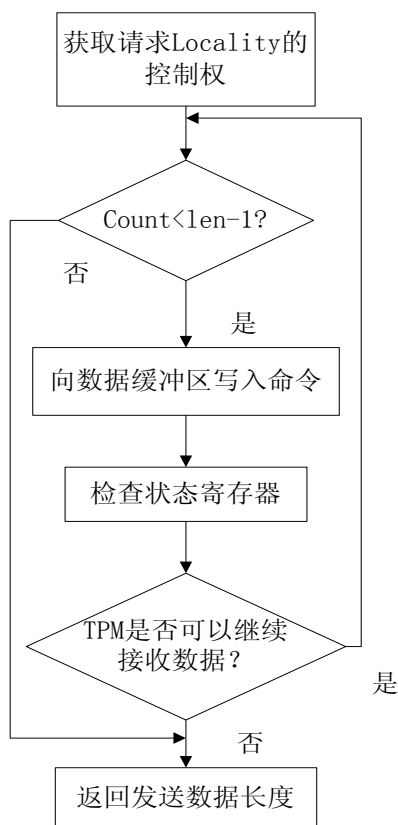 获取请求Locality的
控制权
Count<len-1?
否
是
向数据缓冲区写入命令
检查状态寄存器
TPM是否可以继续
接收数据？
是
否
返回发送数据长度